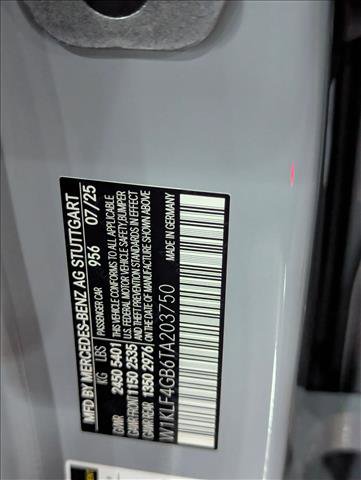 MFD BY MERCEDES-BENZ AG STUTTGART
PASSENGER CAR 956 07/25
KG LBS
GVWR 2450 5401
GAWR FRONT 1150 2535
GAWR REAR 1350 2976
THIS VEHICLE CONFORMS TO ALL APPLICABLE
U.S. FEDERAL MOTOR VEHICLE SAFETY, BUMPER
AND THEFT PREVENTION STANDARDS IN EFFECT
ON THE DATE OF MANUFACTURE SHOWN ABOVE
MADE IN GERMANY
W1KLF4GB6TA203750